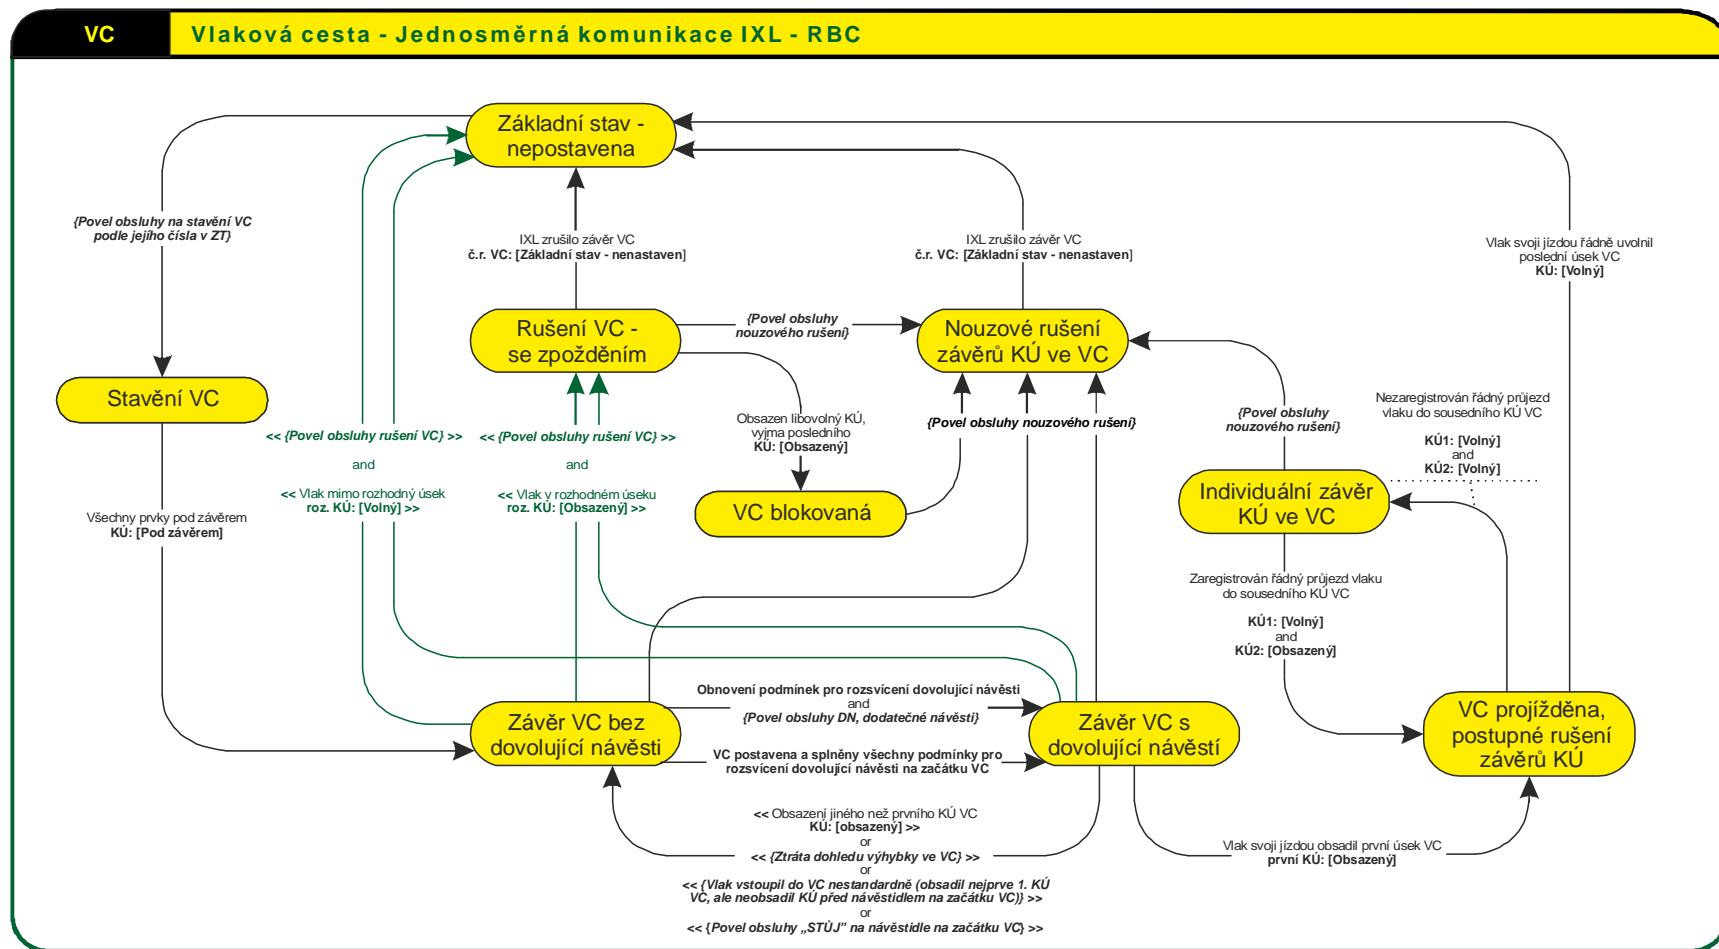 VC
Vlaková cesta - Jednosměrná komunikace IXL - RBC
Základní stav -
nepostavena
{Povel obsluhy na stavění VC
podle jejího čísla v ZT}
IXL zrušilo závěr VC
č.r. VC: [Základní stav - nenastaven]
IXL zrušilo závěr VC
č.r. VC: [Základní stav - nenastaven]
Vlak svoji jízdou řádně uvolnil
poslední úsek VC
KÚ: [Volný]
Rušení VC -
se zpožděním
{Povel obsluhy
nouzového rušení}
Nouzové rušení
závěrů KÚ ve VC
Stavění VC
Obsazen libovolný KÚ,
vyjma posledního
KÚ: [Obsazený]
{Povel obsluhy nouzového rušení}
{Povel obsluhy
nouzového rušení}
Nezaregistrován řádný průjezd
vlaku do sousedního KÚ VC
KÚ1: [Volný]
and
KÚ2: [Volný]
<< {Povel obsluhy rušení VC} >>
and
<< Vlak mimo rozhodný úsek
roz. KÚ: [Volný] >>
<< {Povel obsluhy rušení VC} >>
and
<< Vlak v rozhodném úseku
roz. KÚ: [Obsazený] >>
VC blokovaná
Individuální závěr
KÚ ve VC
Všechny prvky pod závěrem
KÚ: [Pod závěrem]
Zaregistrován řádný průjezd vlaku
do sousedního KÚ VC
KÚ1: [Volný]
and
KÚ2: [Obsazený]
Závěr VC bez
dovolující návěsti
Obnovení podmínek pro rozsvícení dovolující návěsti
and
{Povel obsluhy DN, dodatečné návěsti}
VC postavena a splněny všechny podmínky pro
rozsvícení dovolující návěsti na začátku VC
Závěr VC s
dovolující návěstí
VC projížděna,
postupné rušení
závěrů KÚ
<< Obsazení jiného než prvního KÚ VC
KÚ: [obsazený] >>
or
<< {Ztráta dohledu výhybky ve VC} >>
or
<< {Vlak vstoupil do VC nestandardně (obsadil nejprve 1. KÚ
VC, ale neobsadil KÚ před návěstidlem na začátku VC)} >>
or
<< {Povel obsluhy „STŮJ” na návěstidle na začátku VC} >>
Vlak svoji jízdou obsadil první úsek VC
první KÚ: [Obsazený]